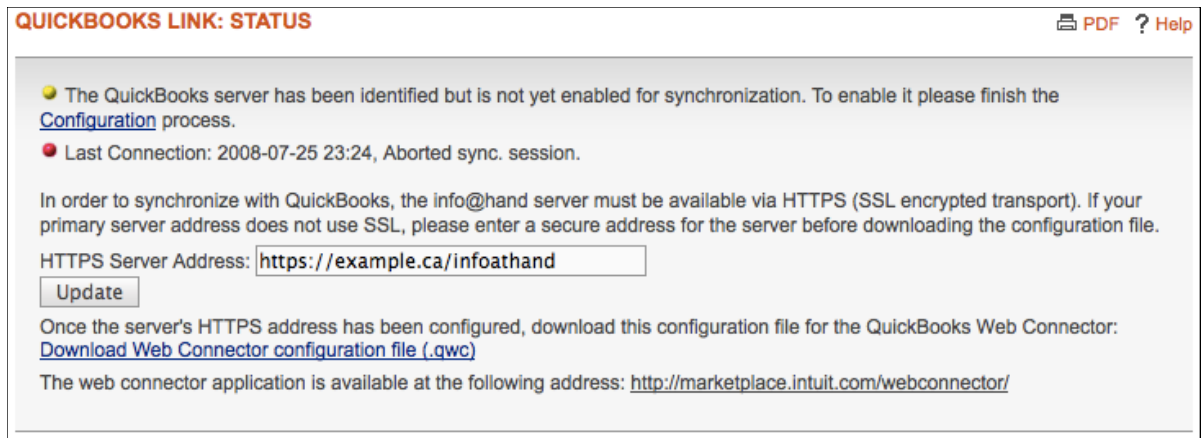 QUICKBOOKS LINK: STATUS
PDF ? Help
The QuickBooks server has been identified but is not yet enabled for synchronization. To enable it please finish the
Configuration process.
Last Connection: 2008-07-25 23:24, Aborted sync. session.
In order to synchronize with QuickBooks, the info@hand server must be available via HTTPS (SSL encrypted transport). If your
primary server address does not use SSL, please enter a secure address for the server before downloading the configuration file.
HTTPS Server Address: https://example.ca/infoathand
Update
Once the server's HTTPS address has been configured, download this configuration file for the QuickBooks Web Connector:
Download Web Connector configuration file (.qwc)
The web connector application is available at the following address: http://marketplace.intuit.com/webconnector/